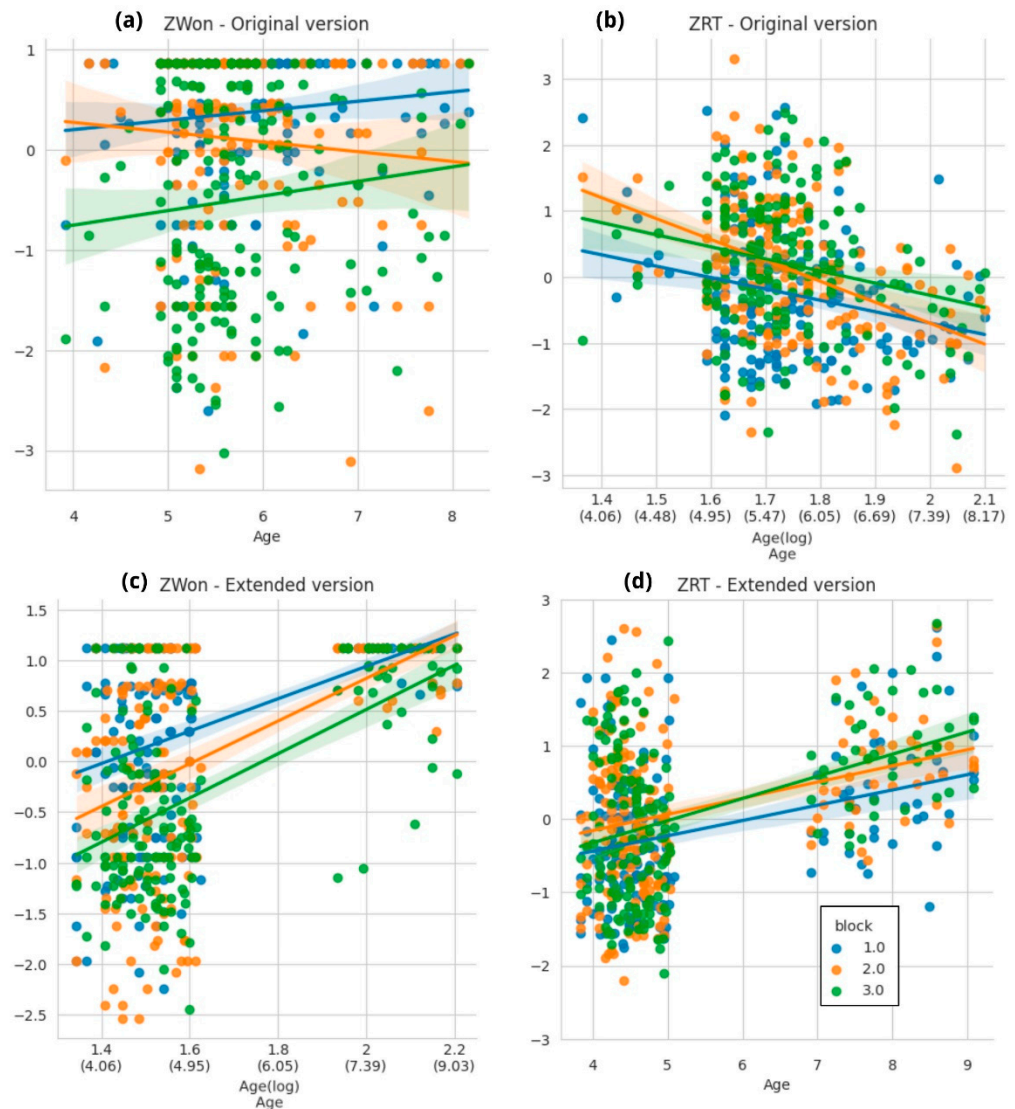 (a) ZWon - Original version
1
0
−1
−2
−3
4 5 6 7 8
Age
(b) ZRT - Original version
3
2
1
0
−1
−2
−3
1.4 1.5 1.6 1.7 1.8 1.9 2 2.1
(4.06) (4.48) (4.95) (5.47) (6.05) (6.69) (7.39) (8.17)
Age(log)
Age
(c) ZWon - Extended version
1.5
1.0
0.5
0.0
−0.5
−1.0
−1.5
−2.0
−2.5
1.4 1.6 1.8 2 2.2
(4.06) (4.95) (6.05) (7.39) (9.03)
Age(log)
Age
(d) ZRT - Extended version
3
2
1
0
−1
−2
−3
block
1.0
2.0
3.0
4 5 6 7 8 9
Age